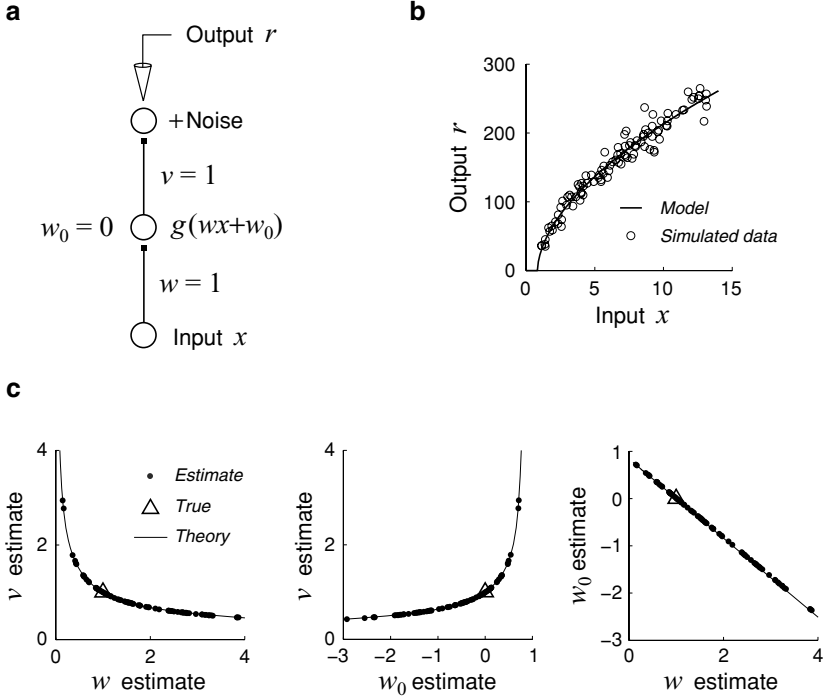 a
Output r
+Noise
v = 1
w₀ = 0 g(wx+w₀)
w = 1
Input x
b
300
200
100
0
Output r
Model
Simulated data
0 5 10 15
Input x
c
4
2
0
v estimate
Estimate
True
Theory
0 2 4
w estimate
4
2
0
v estimate
−3 −2 −1 0 1
w₀ estimate
1
0
−1
−2
−3
w₀ estimate
0 2 4
w estimate